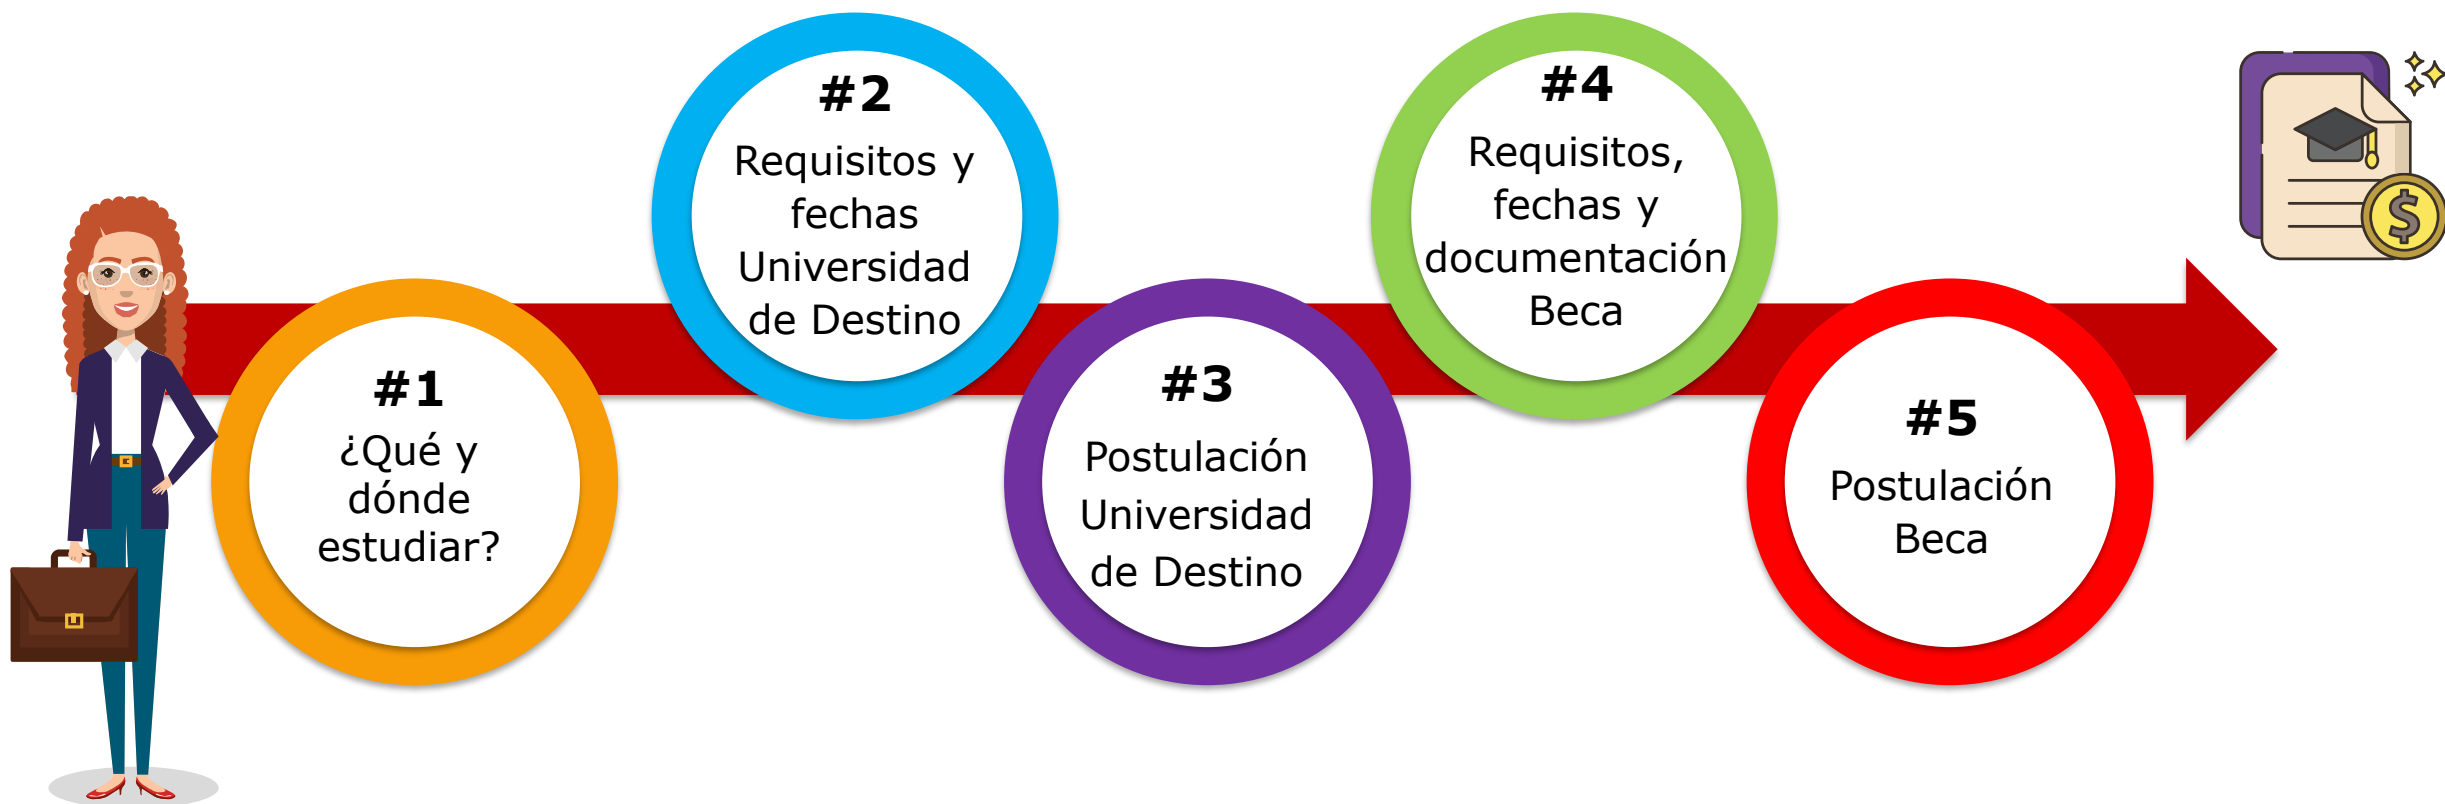 #1
¿Qué y
dónde
estudiar?
#2
Requisitos y
fechas
Universidad
de Destino
#3
Postulación
Universidad
de Destino
#4
Requisitos,
fechas y
documentación
Beca
#5
Postulación
Beca
$